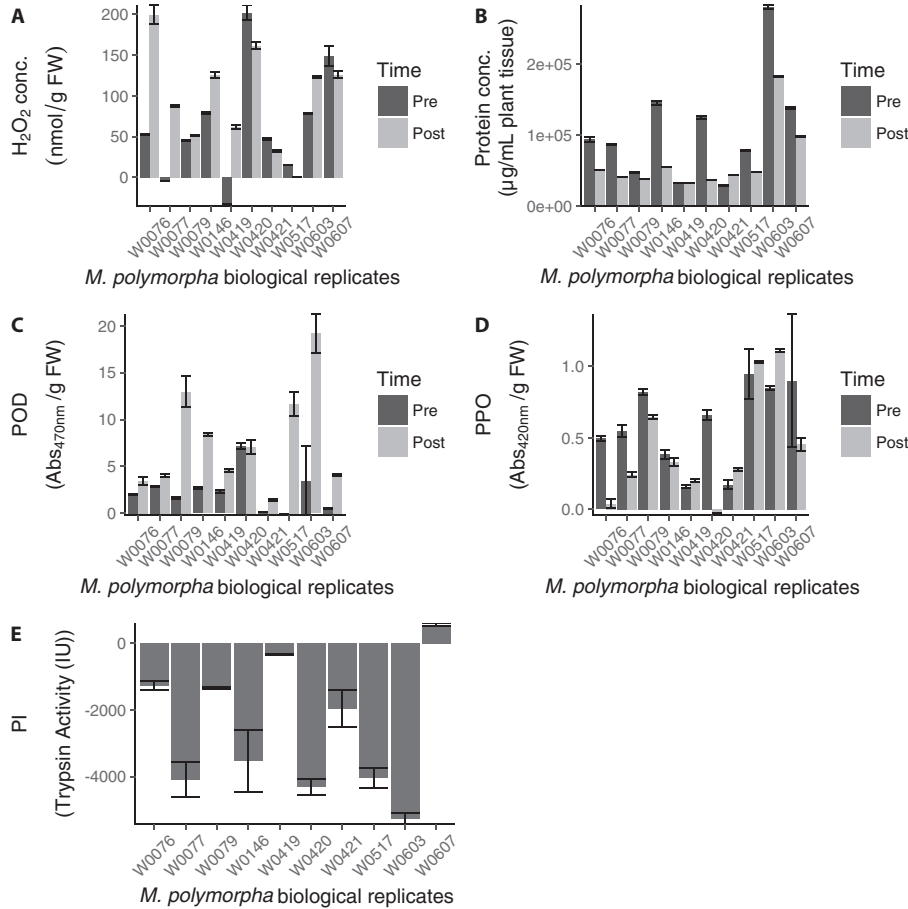 A
H₂O₂ conc.
(nmol/g FW)
200
150
100
50
0
W0076
W0077
W0079
W0146
W0419
W0420
W0421
W0517
W0603
W0607
M. polymorpha biological replicates
Time
Pre
Post
B
Protein conc.
(µg/mL plant tissue)
2e+05
1e+05
0e+00
W0076
W0077
W0079
W0146
W0419
W0420
W0421
W0517
W0603
W0607
M. polymorpha biological replicates
Time
Pre
Post
C
POD
(Abs470nm/g FW)
20
15
10
5
0
W0076
W0077
W0079
W0146
W0419
W0420
W0421
W0517
W0603
W0607
M. polymorpha biological replicates
Time
Pre
Post
D
PPO
(Abs420nm/g FW)
1.0
0.5
0.0
W0076
W0077
W0079
W0146
W0419
W0420
W0421
W0517
W0603
W0607
M. polymorpha biological replicates
Time
Pre
Post
E
PI
(Trypsin Activity (IU))
0
-2000
-4000
W0076
W0077
W0079
W0146
W0419
W0420
W0421
W0517
W0603
W0607
M. polymorpha biological replicates